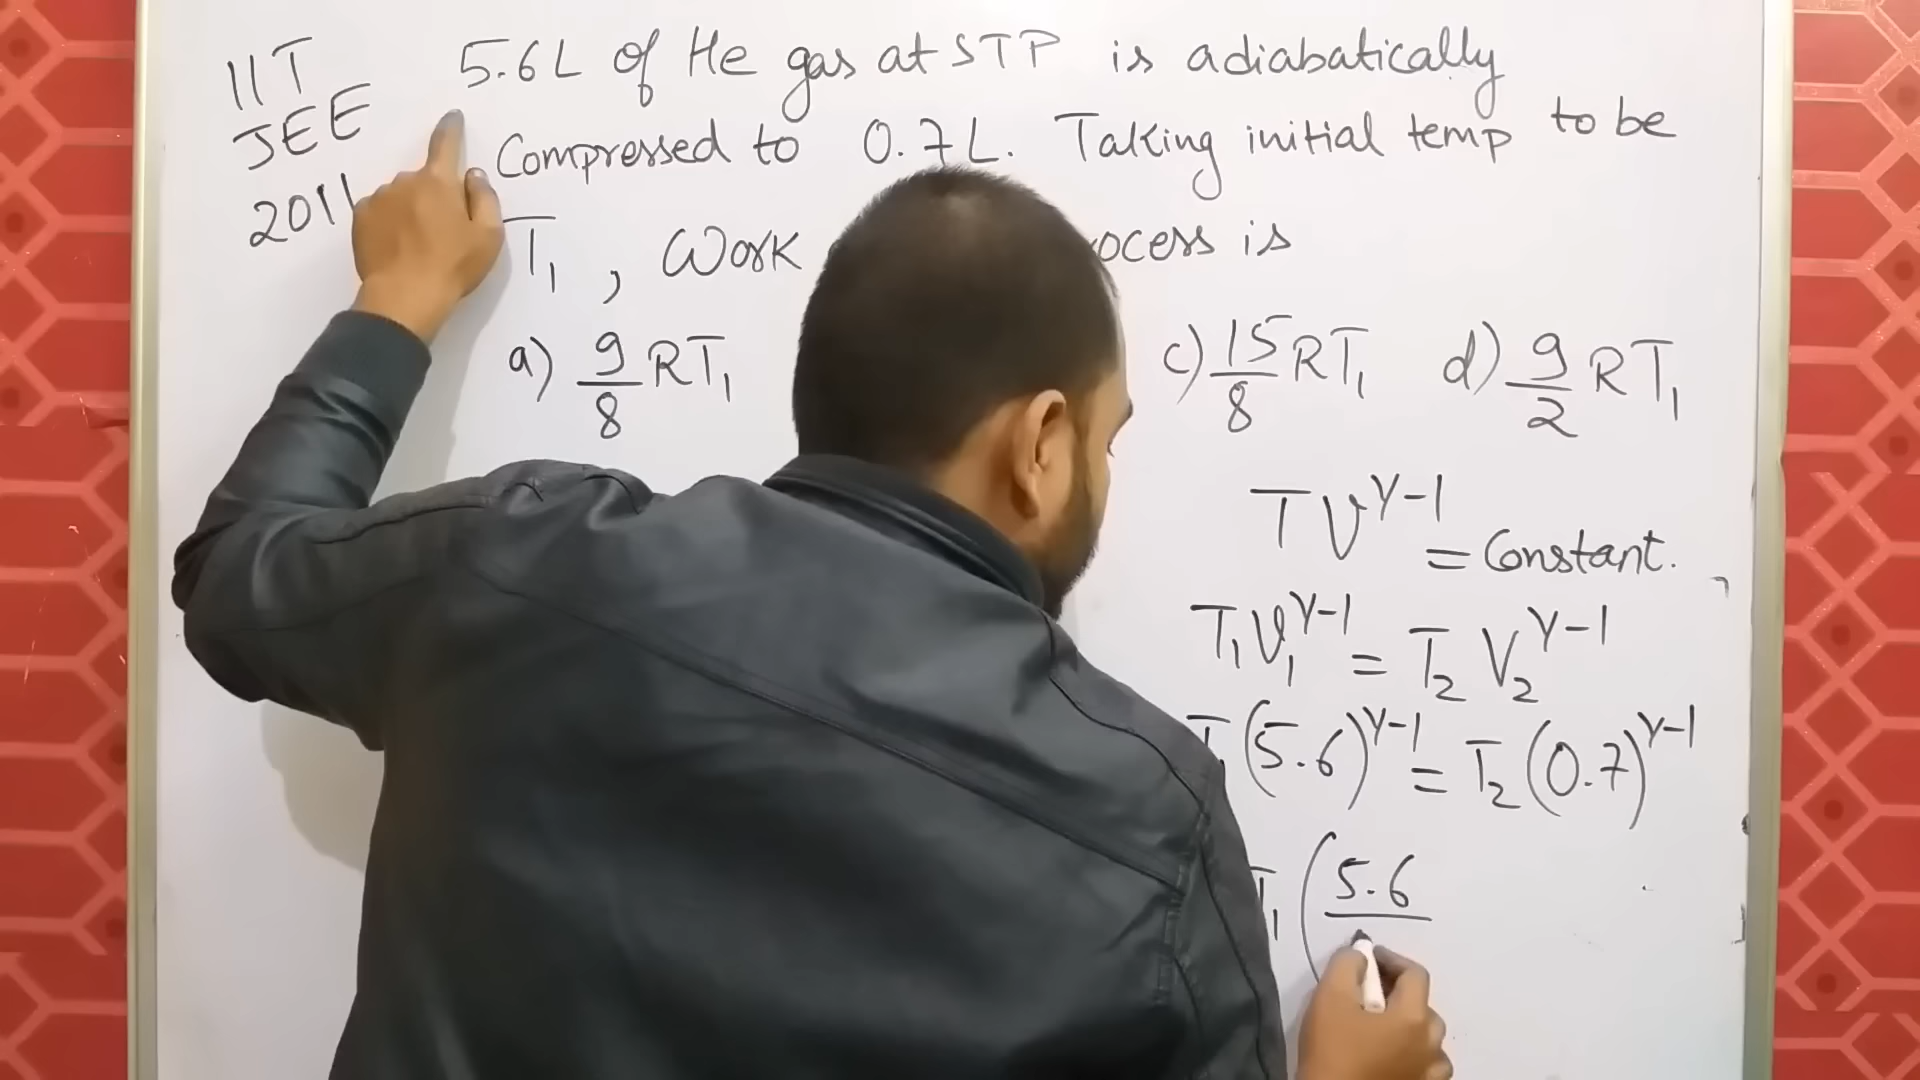 IIT
JEE
2011
5.6L of He gas at STP is adiabatically
Compressed to 0.7L. Taking initial temp to be
T₁, Work ocess is
a) 9/8 RT₁ c) 15/8 RT₁ d) 9/2 RT₁
TV^γ-1 = Constant.
T₁V₁^γ-1 = T₂ V₂^γ-1
(5.6)^γ-1 = T₂ (0.7)^γ-1
T₁ (5.6